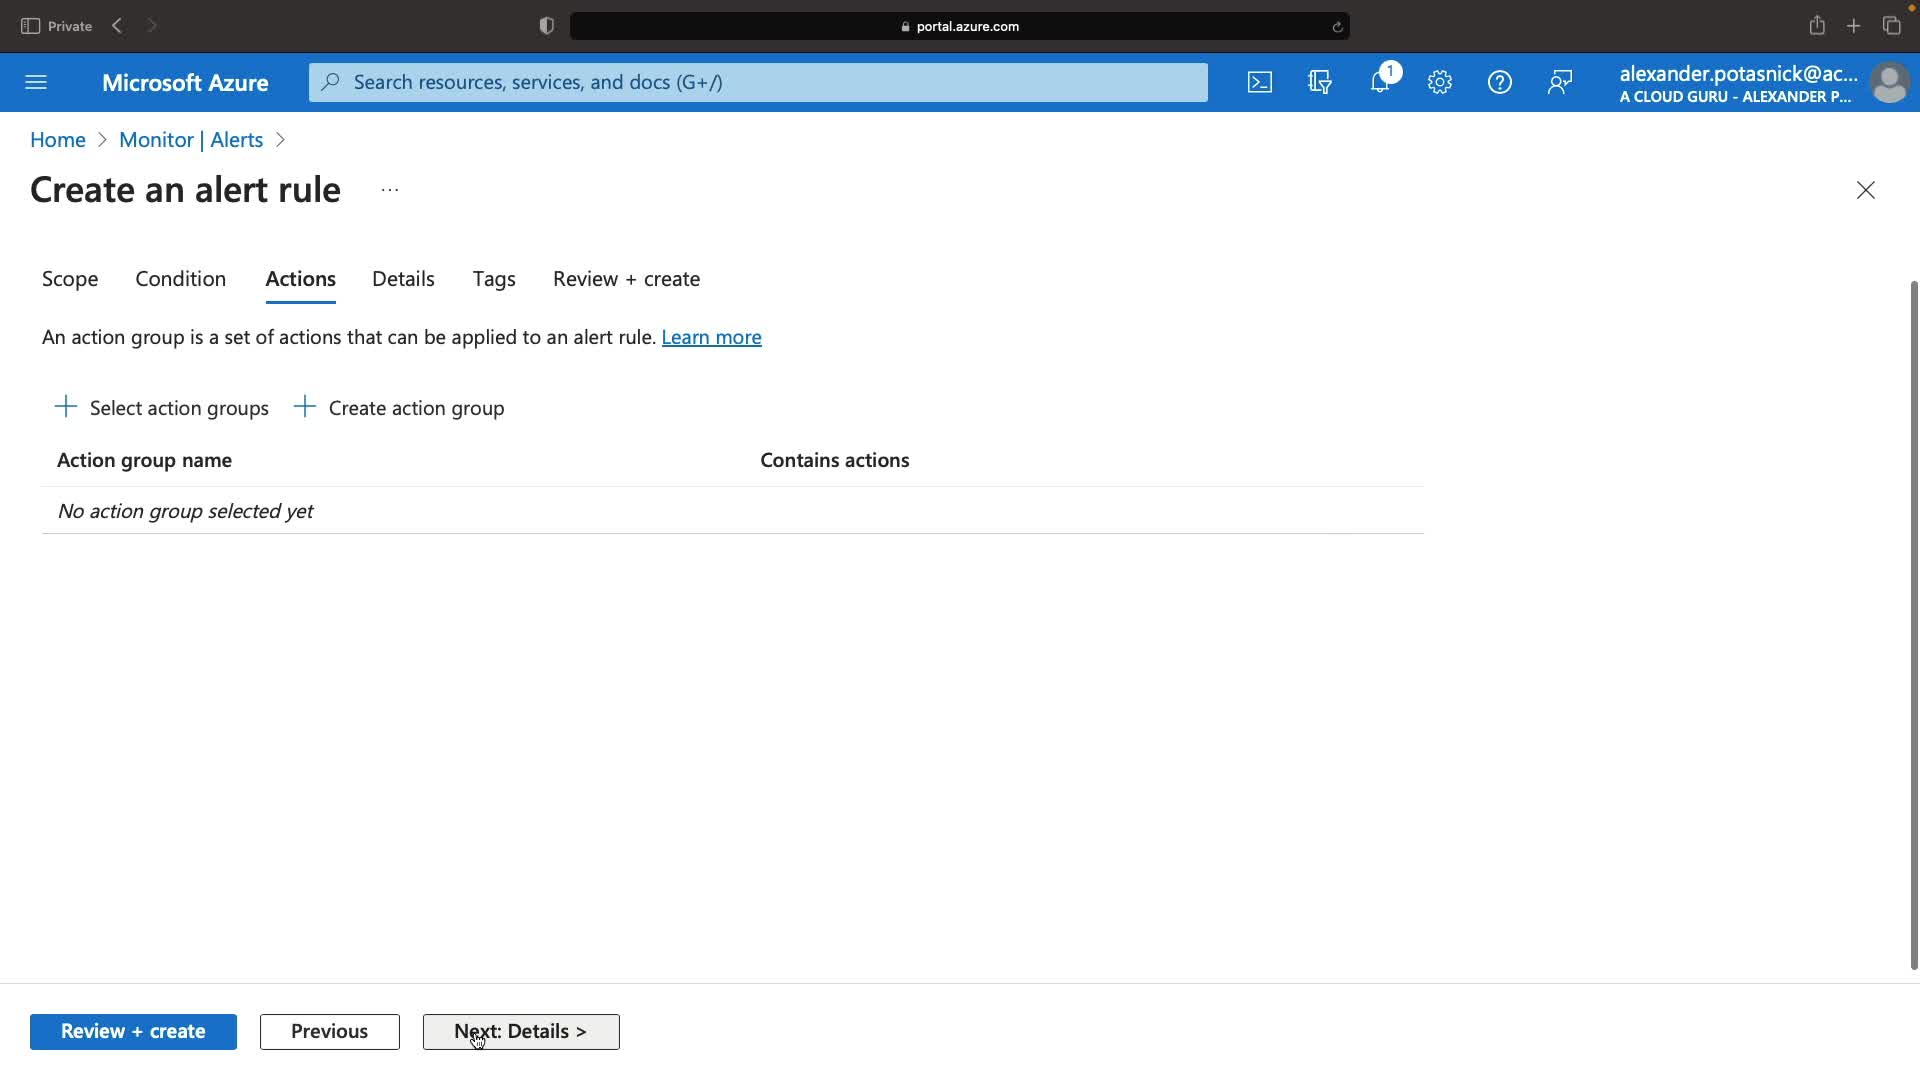 Private
portal.azure.com
Microsoft Azure
Search resources, services, and docs (G+/)
1
alexander.potasnick@ac...
A CLOUD GURU - ALEXANDER P...
Home > Monitor | Alerts >
Create an alert rule ...
Scope Condition Actions Details Tags Review + create
An action group is a set of actions that can be applied to an alert rule. Learn more
+ Select action groups + Create action group
Action group name Contains actions
No action group selected yet
Review + create Previous Next: Details >